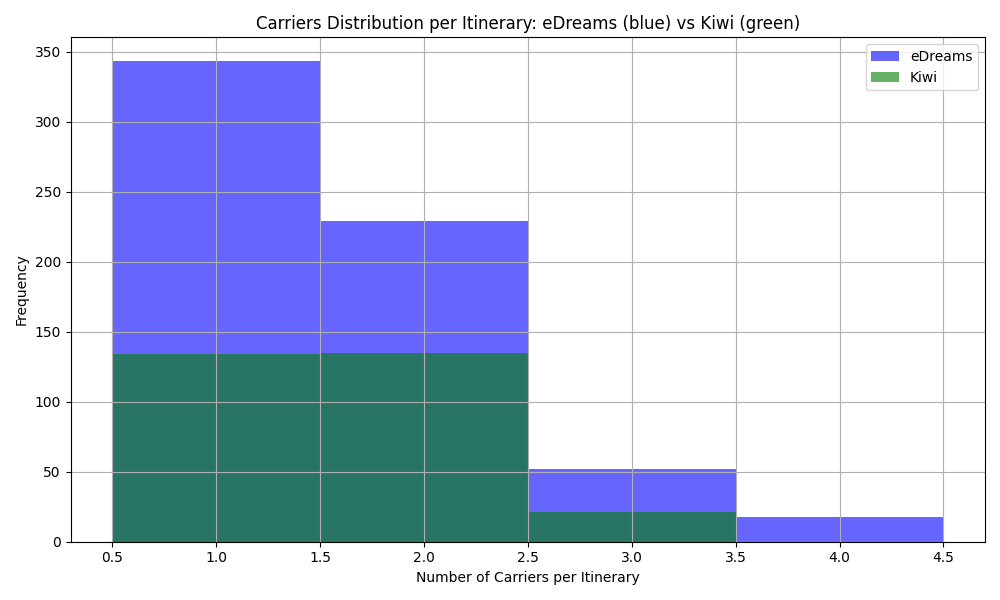 Carriers Distribution per Itinerary: eDreams (blue) vs Kiwi (green)
eDreams
Kiwi
Frequency
350
300
250
200
150
100
50
0
0.5 1.0 1.5 2.0 2.5 3.0 3.5 4.0 4.5
Number of Carriers per Itinerary